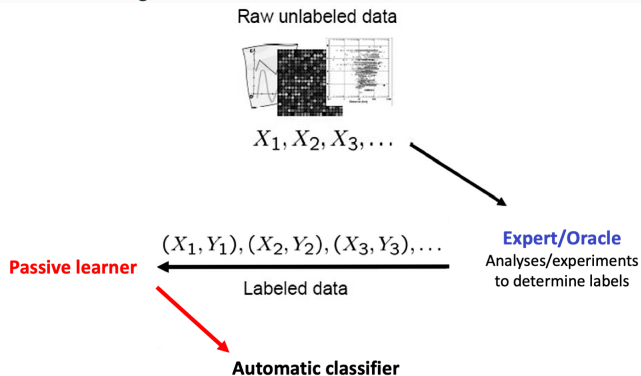 Raw unlabeled data
X₁, X₂, X₃, . . .
Expert/Oracle
Analyses/experiments
to determine labels
(X₁, Y₁), (X₂, Y₂), (X₃, Y₃), . . .
Passive learner
Labeled data
Automatic classifier